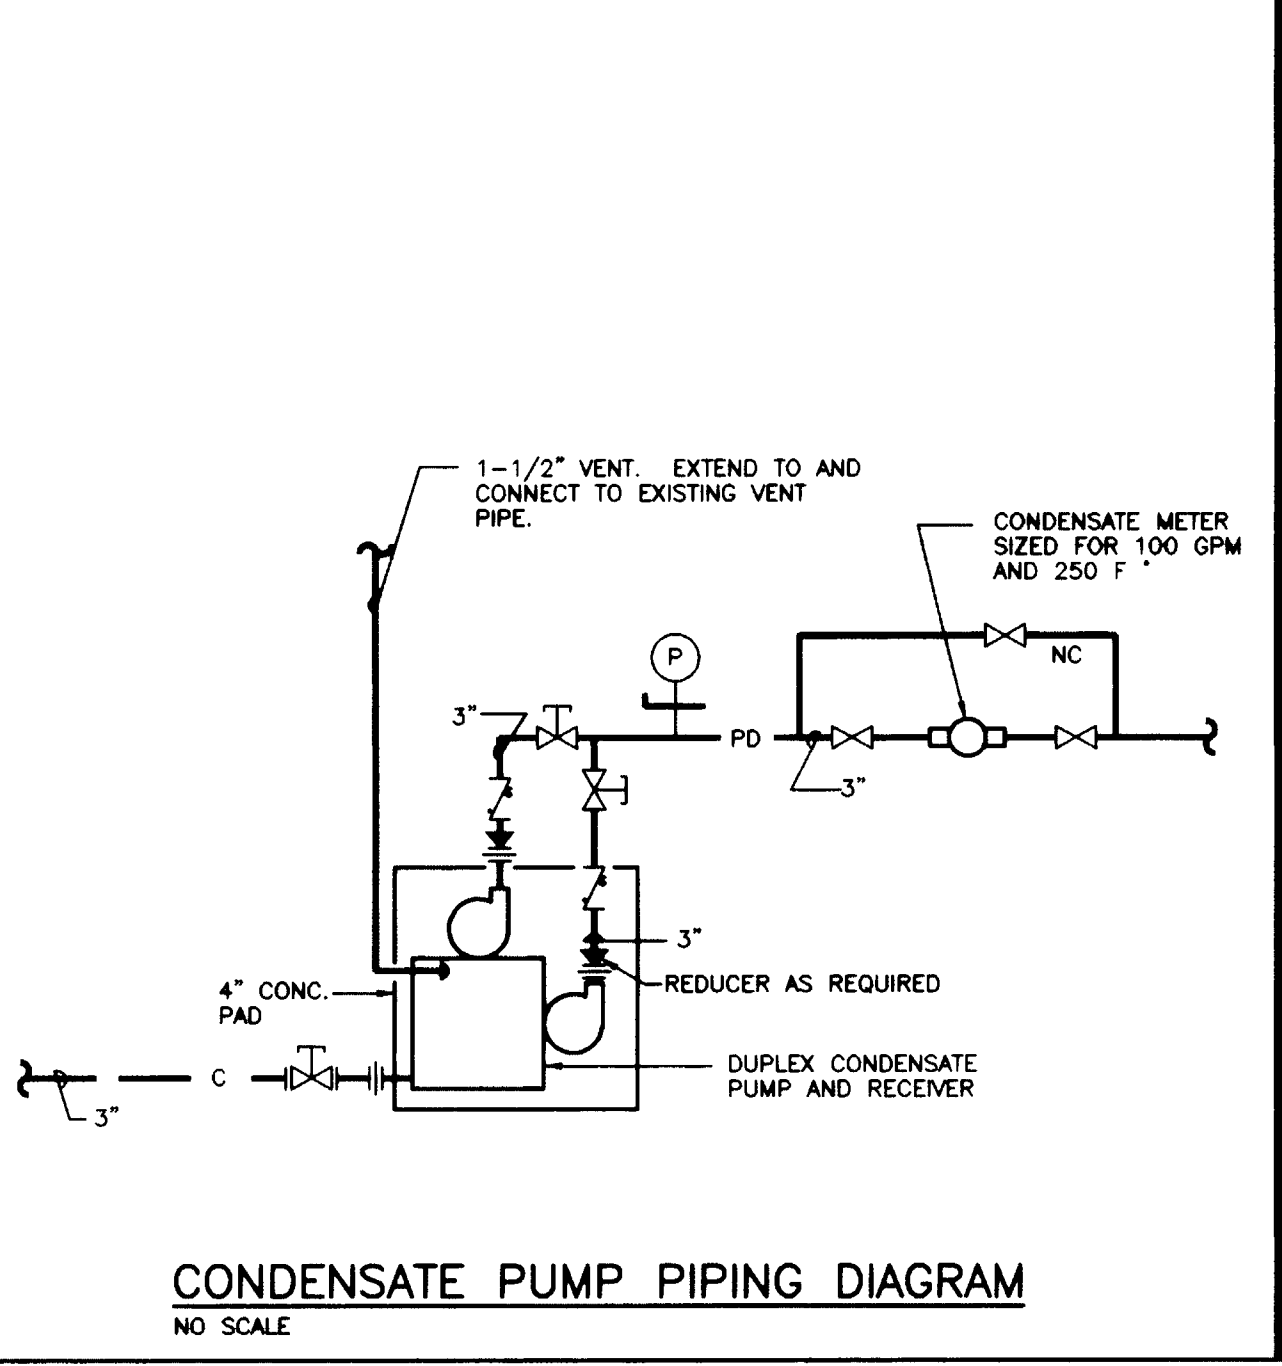 1-1/2" VENT. EXTEND TO AND
CONNECT TO EXISTING VENT
PIPE.
CONDENSATE METER
SIZED FOR 100 GPM
AND 250 F °
P
NC
3"
PD
3"
3"
REDUCER AS REQUIRED
4" CONC.
PAD
C
3"
DUPLEX CONDENSATE
PUMP AND RECEIVER
CONDENSATE PUMP PIPING DIAGRAM
NO SCALE